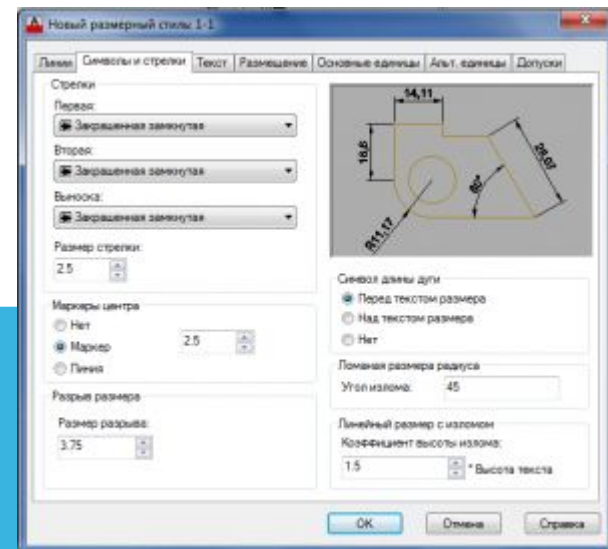 Новый размерный стиль: 1-1
Линии Символы и стрелки Текст Размещение Основные единицы Альт. единицы Допуски
Стрелки
Первая:
Закрашенная замкнутая
Вторая:
Закрашенная замкнутая
Выноска:
Закрашенная замкнутая
Размер стрелки:
2.5
Маркеры центра
Нет
Маркер
2.5
Линия
Разрыв размера
Размер разрыва:
3.75
14,11
16,6
28,07
60°
R11,17
Символ длины дуги
Перед текстом размера
Над текстом размера
Нет
Ломаная размера радиуса
Угол излома: 45
Линейный размер с изломом
Коэффициент высоты излома:
1.5 * Высота текста
OK Отмена Справка